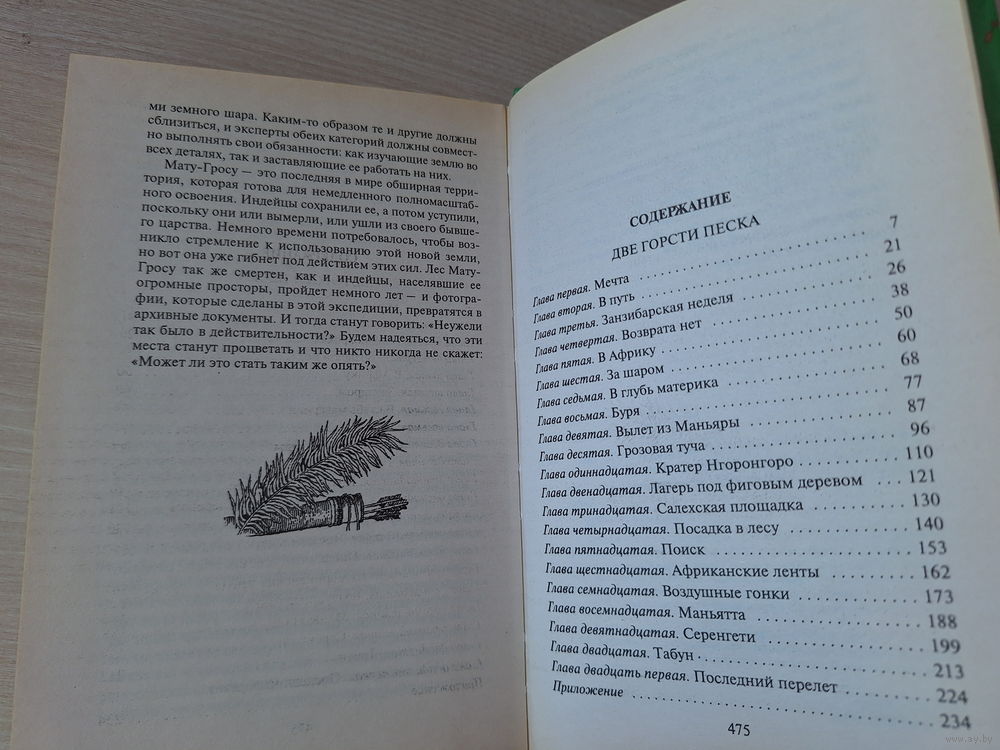 ми земного шара. Каким-то образом те и другие должны
сблизиться, и эксперты обеих категорий должны совмест-
но выполнять свои обязанности: как изучающие землю во
всех деталях, так и заставляющие ее работать на них.
Мату-Гросу — это последняя в мире обширная терри-
тория, которая готова для немедленного полномасштаб-
ного освоения. Индейцы сохранили ее, а потом уступили,
поскольку они или вымерли, или ушли из своего бывше-
го царства. Немного времени потребовалось, чтобы воз-
никло стремление к использованию этой новой земли,
но вот она уже гибнет под действием этих сил. Лес Мату-
Гросу так же смертен, как и индейцы, населявшие ее
огромные просторы, пройдет немного лет — и фотогра-
фии, которые сделаны в этой экспедиции, превратятся в
архивные документы. И тогда станут говорить: «Неужели
так было в действительности?» Будем надеяться, что эти
места станут процветать и что никто никогда не скажет:
«Может ли это стать таким же опять?»
СОДЕРЖАНИЕ
ДВЕ ГОРСТИ ПЕСКА
Глава первая. Мечта . . . . . . . . . . . . . . . . . . . . 7
Глава вторая. В путь . . . . . . . . . . . . . . . . . . . . 21
Глава третья. Занзибарская неделя . . . . . . . . . . . . 26
Глава четвертая. Возврата нет . . . . . . . . . . . . . . 38
Глава пятая. В Африку . . . . . . . . . . . . . . . . . . 50
Глава шестая. За шаром . . . . . . . . . . . . . . . . . . 60
Глава седьмая. В глубь материка . . . . . . . . . . . . . 68
Глава восьмая. Буря . . . . . . . . . . . . . . . . . . . . 77
Глава девятая. Вылет из Маньяры . . . . . . . . . . . . 87
Глава десятая. Грозовая туча . . . . . . . . . . . . . . . 96
Глава одиннадцатая. Кратер Нгоронгоро . . . . . . . . . 110
Глава двенадцатая. Лагерь под фиговым деревом . . . 121
Глава тринадцатая. Салехская площадка . . . . . . . . . 130
Глава четырнадцатая. Посадка в лесу . . . . . . . . . . . 140
Глава пятнадцатая. Поиск . . . . . . . . . . . . . . . . . 153
Глава щестнадцатая. Африканские ленты . . . . . . . . . 162
Глава семнадцатая. Воздушные гонки . . . . . . . . . . . 173
Глава восемнадцатая. Маньятта . . . . . . . . . . . . . . 188
Глава девятнадцатая. Серенгети . . . . . . . . . . . . . . 199
Глава двадцатая. Табун . . . . . . . . . . . . . . . . . . . 213
Глава двадцать первая. Последний перелет . . . . . . . . 224
Приложение . . . . . . . . . . . . . . . . . . . . . . . . . 234
475
www.ay.by